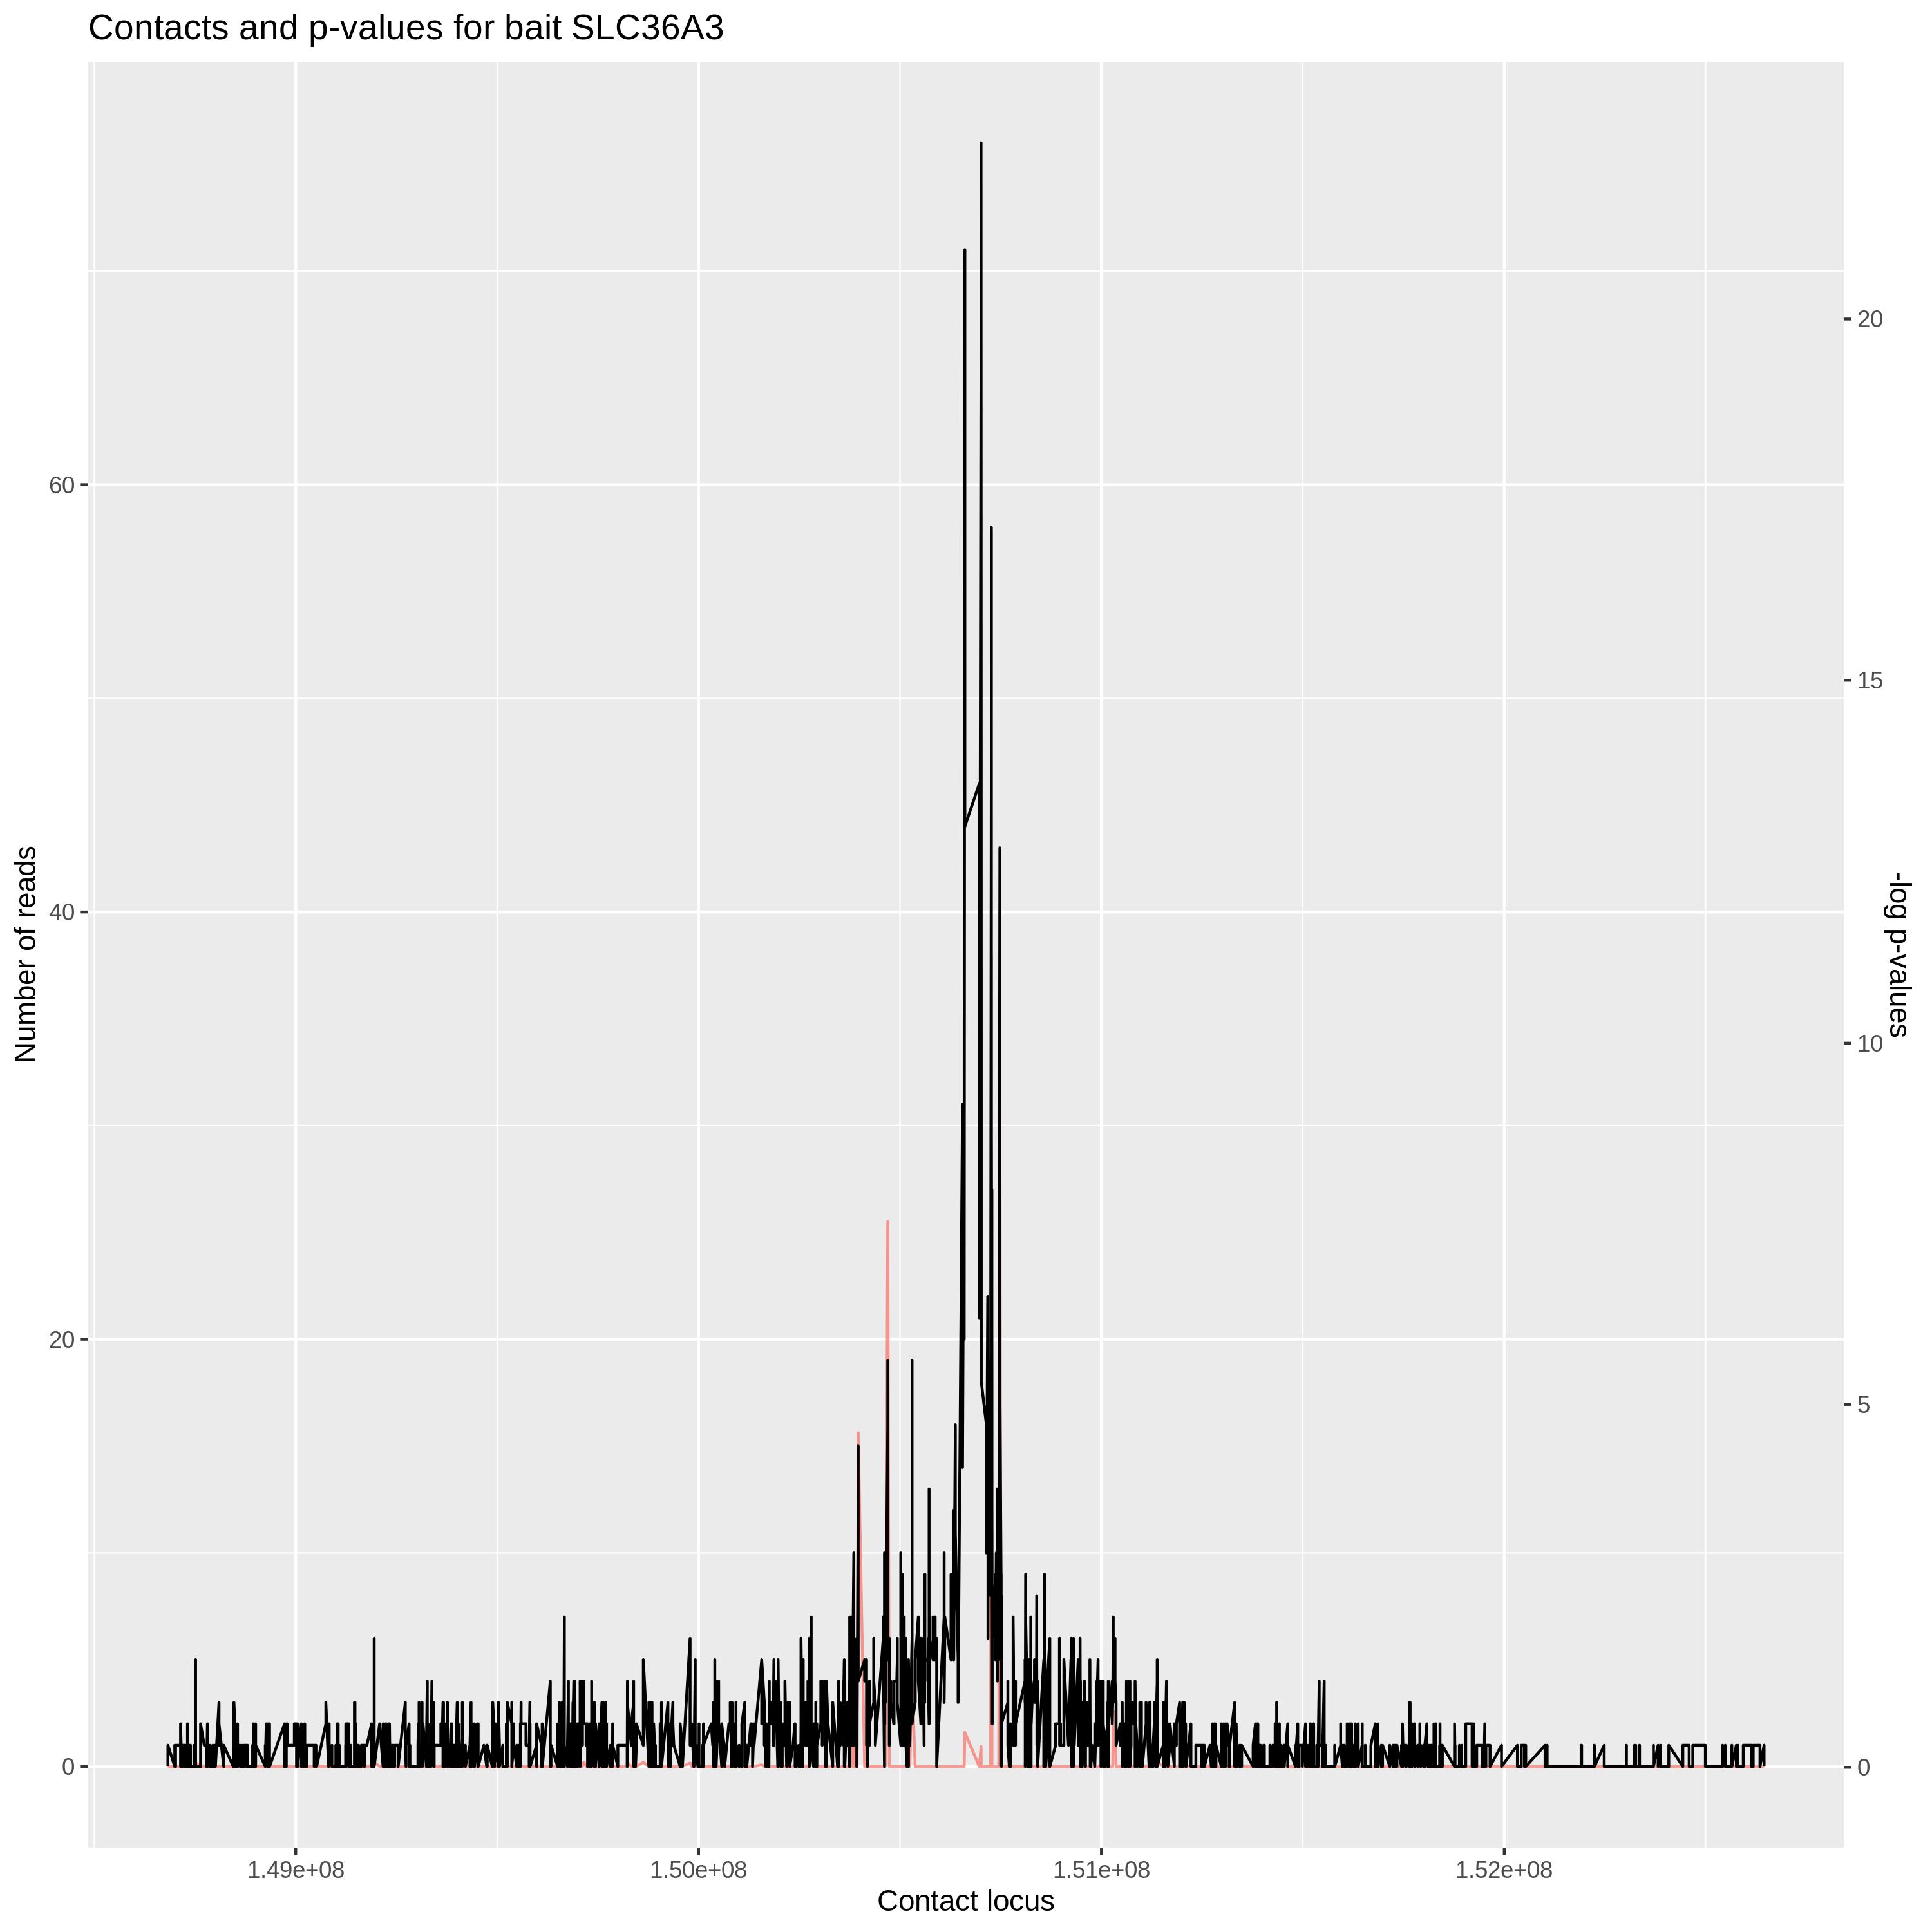 Contacts and p-values for bait SLC36A3
60
40
20
0
Number of reads
20
15
10
5
0
-log p-values
1.49e+08
1.50e+08
1.51e+08
1.52e+08
Contact locus